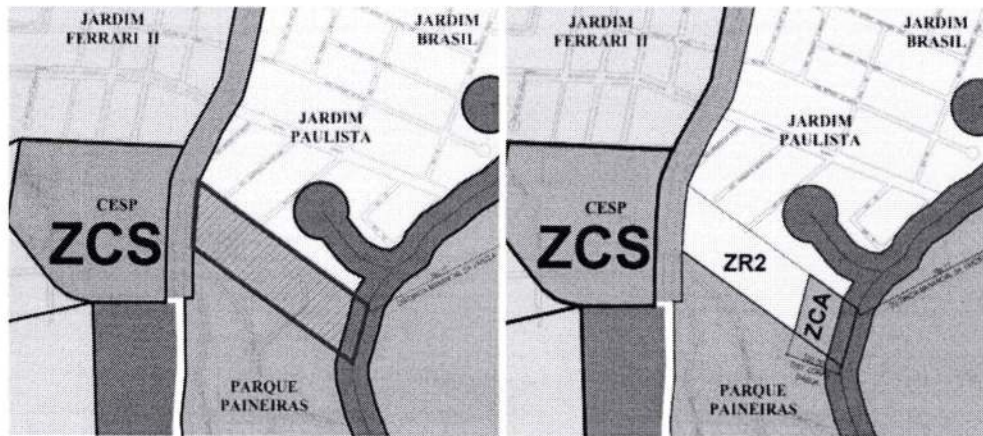 JARDIM
FERRARI II
JARDIM
BRASIL
JARDIM
PAULISTA
CESP
ZCS
PARQUE
PAINEIRAS
JARDIM
FERRARI II
JARDIM
BRASIL
JARDIM
PAULISTA
CESP
ZCS
ZR2
ZCA
PARQUE
PAINEIRAS